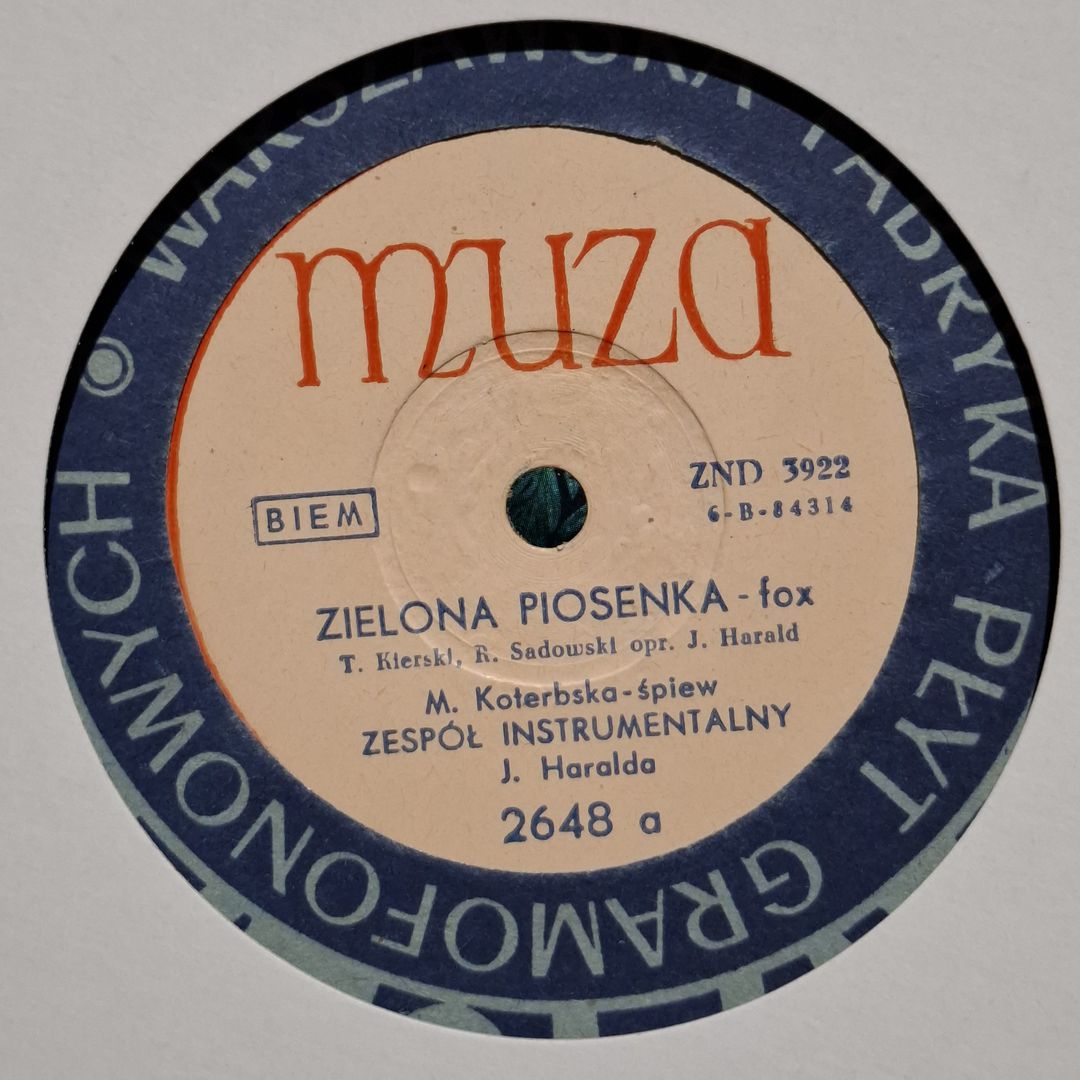 WARSZAWSKA FABRYKA PŁYT GRAMOFONOWYCH
muza
BIEM
ZND 3922
6-B-84314
ZIELONA PIOSENKA - fox
T. Kierski, R. Sadowski opr. J. Harald
M. Koterbska-śpiew
ZESPÓŁ INSTRUMENTALNY
J. Haralda
2648 a